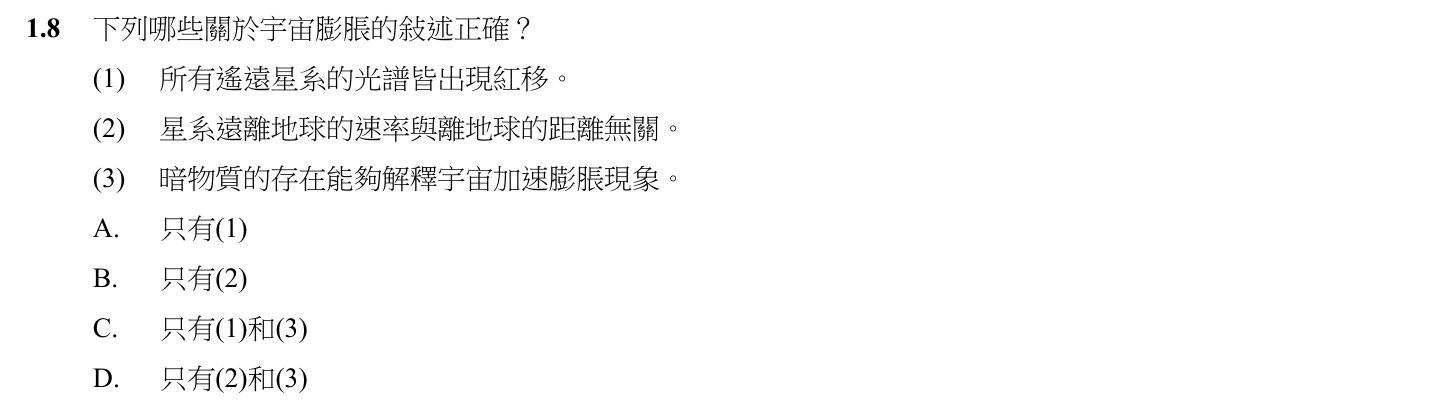 1.8 下列哪些關於宇宙膨脹的敍述正確？
(1) 所有遙遠星系的光譜皆出現紅移。
(2) 星系遠離地球的速率與離地球的距離無關。
(3) 暗物質的存在能夠解釋宇宙加速膨脹現象。
A. 只有(1)
B. 只有(2)
C. 只有(1)和(3)
D. 只有(2)和(3)